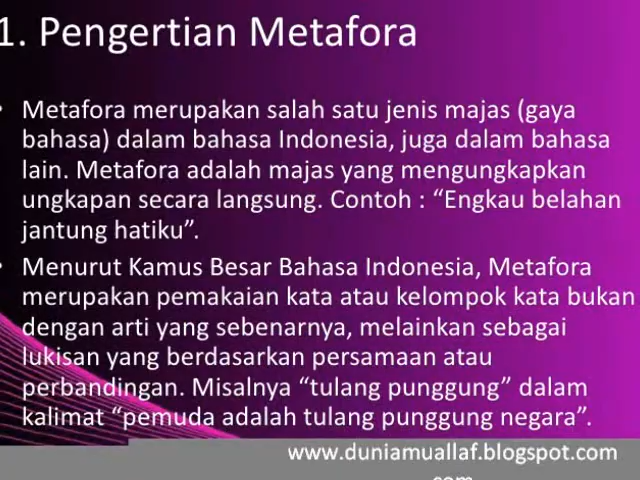 1. Pengertian Metafora
• Metafora merupakan salah satu jenis majas (gaya
bahasa) dalam bahasa Indonesia, juga dalam bahasa
lain. Metafora adalah majas yang mengungkapkan
ungkapan secara langsung. Contoh : “Engkau belahan
jantung hatiku”.
• Menurut Kamus Besar Bahasa Indonesia, Metafora
merupakan pemakaian kata atau kelompok kata bukan
dengan arti yang sebenarnya, melainkan sebagai
lukisan yang berdasarkan persamaan atau
perbandingan. Misalnya “tulang punggung” dalam
kalimat “pemuda adalah tulang punggung negara”.
www.duniamuallaf.blogspot.com
com